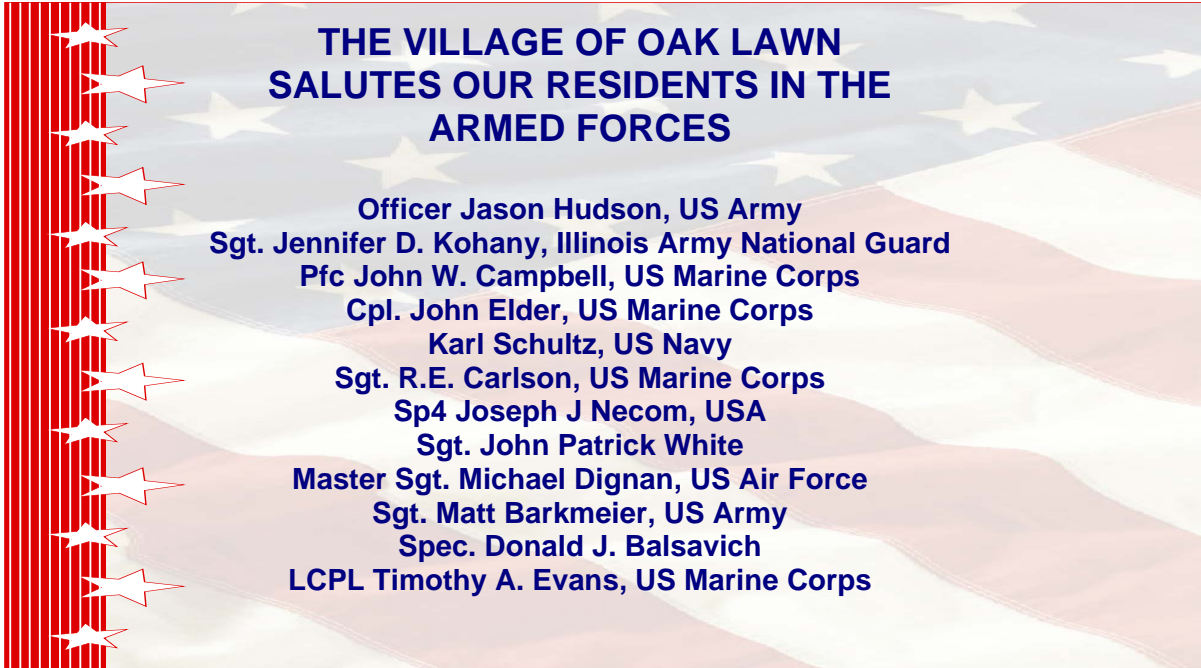 THE VILLAGE OF OAK LAWN
SALUTES OUR RESIDENTS IN THE
ARMED FORCES
Officer Jason Hudson, US Army
Sgt. Jennifer D. Kohany, Illinois Army National Guard
Pfc John W. Campbell, US Marine Corps
Cpl. John Elder, US Marine Corps
Karl Schultz, US Navy
Sgt. R.E. Carlson, US Marine Corps
Sp4 Joseph J Necom, USA
Sgt. John Patrick White
Master Sgt. Michael Dignan, US Air Force
Sgt. Matt Barkmeier, US Army
Spec. Donald J. Balsavich
LCPL Timothy A. Evans, US Marine Corps